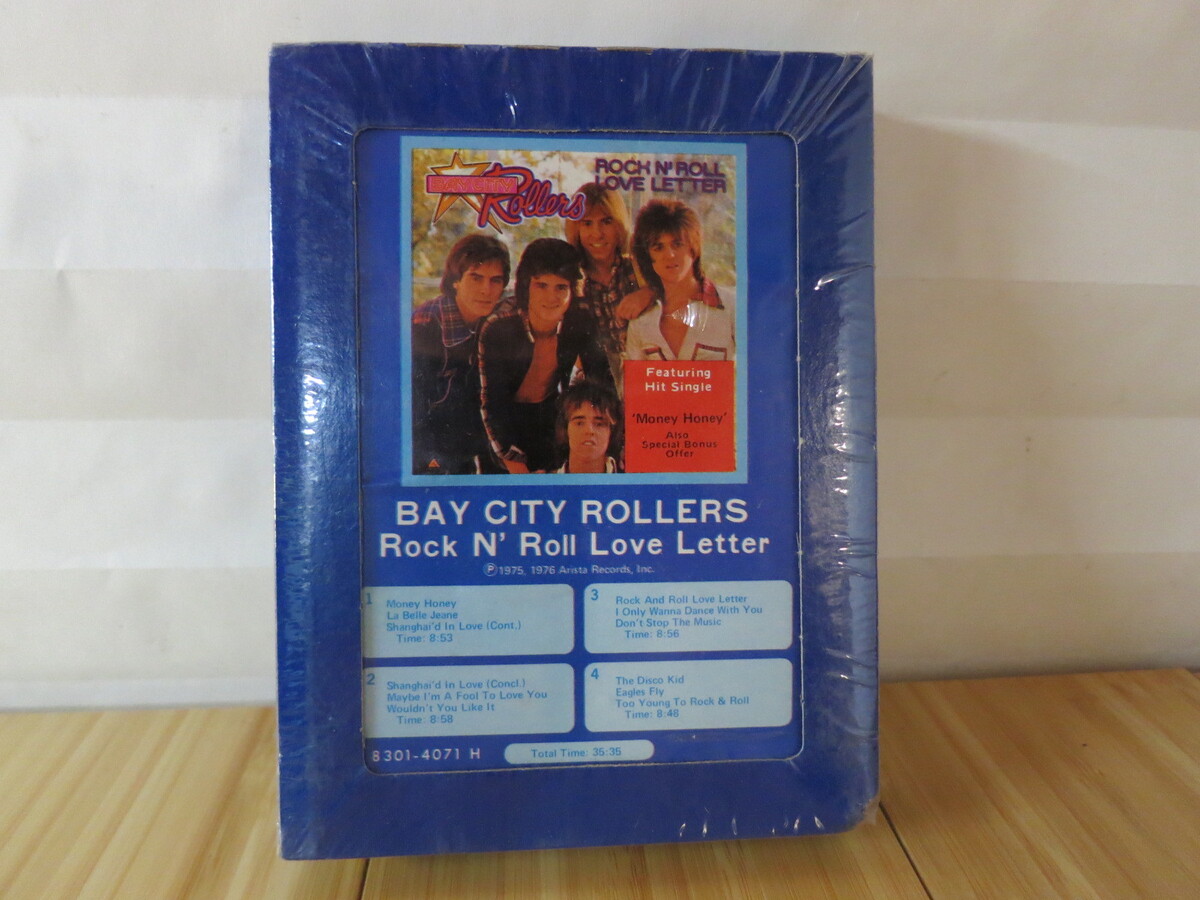 Rollers
ROCK N' ROLL
LOVE LETTER
Featuring
Hit Single
'Money Honey'
Also
Special Bonus
Offer
BAY CITY ROLLERS
Rock N' Roll Love Letter
Ⓟ1975, 1976 Arista Records, Inc.
1
Money Honey
La Belle Jeane
Shanghai'd In Love (Cont.)
Time: 8:53
2
Shanghai'd In Love (Concl.)
Maybe I'm A Fool To Love You
Wouldn't You Like It
Time: 8:58
3
Rock And Roll Love Letter
I Only Wanna Dance With You
Don't Stop The Music
Time: 8:56
4
The Disco Kid
Eagles Fly
Too Young To Rock & Roll
Time: 8:46
8301-4071 H
Total Time: 35:35